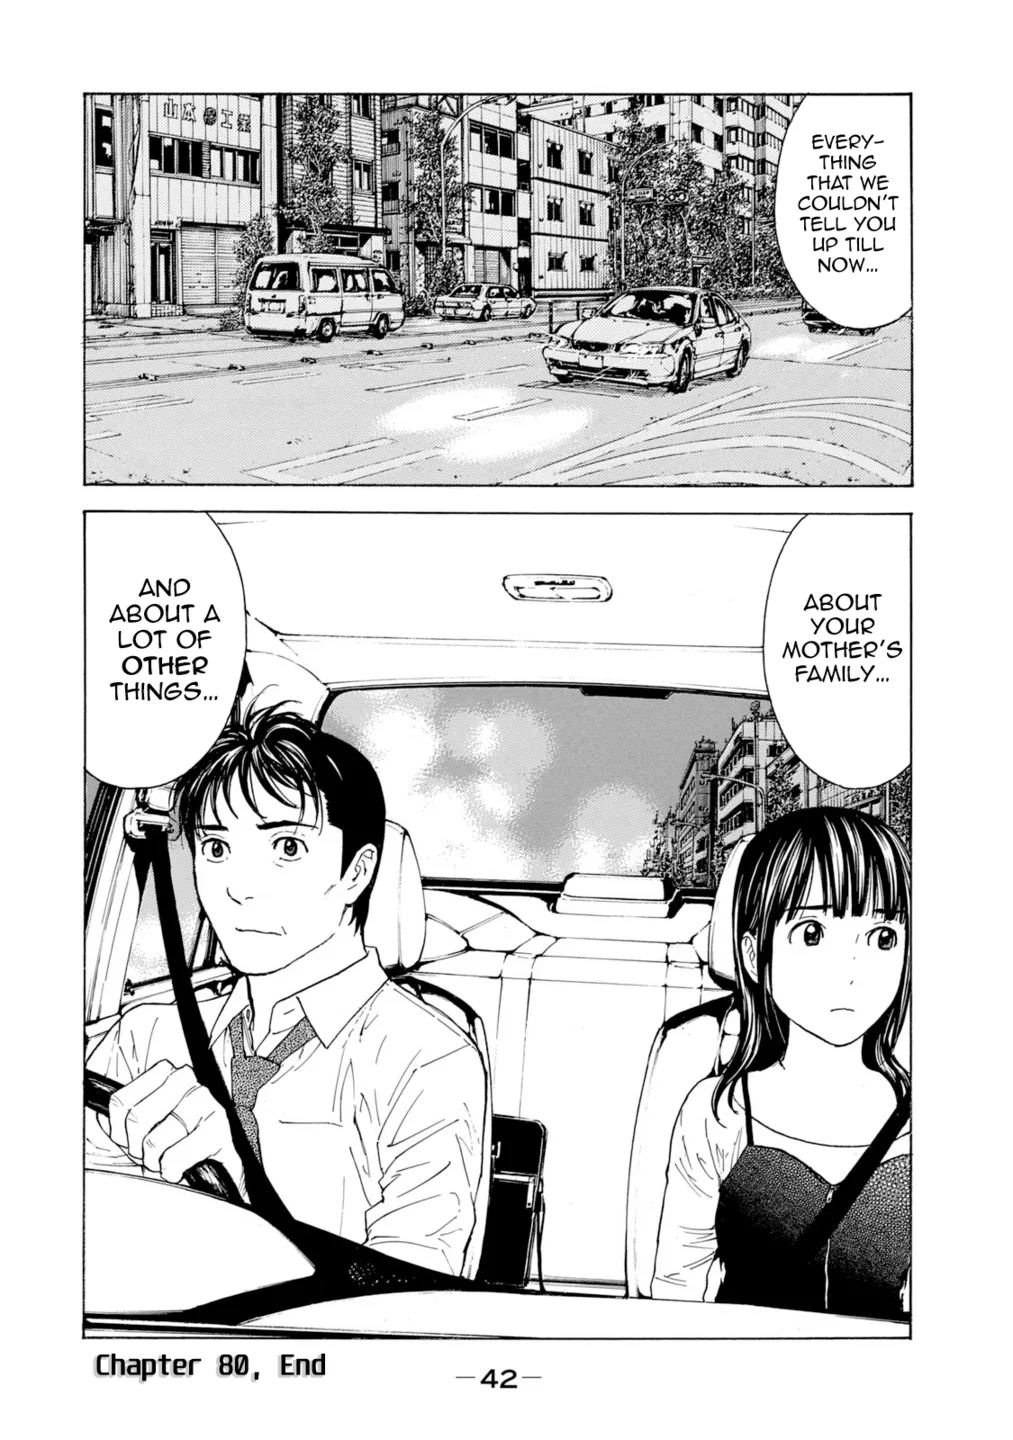 EVERY-
THING
THAT WE
COULDN'T
TELL YOU
UP TILL
NOW...
ABOUT
YOUR
MOTHER'S
FAMILY...
AND
ABOUT A
LOT OF
OTHER
THINGS...
Chapter 80, End
—42—